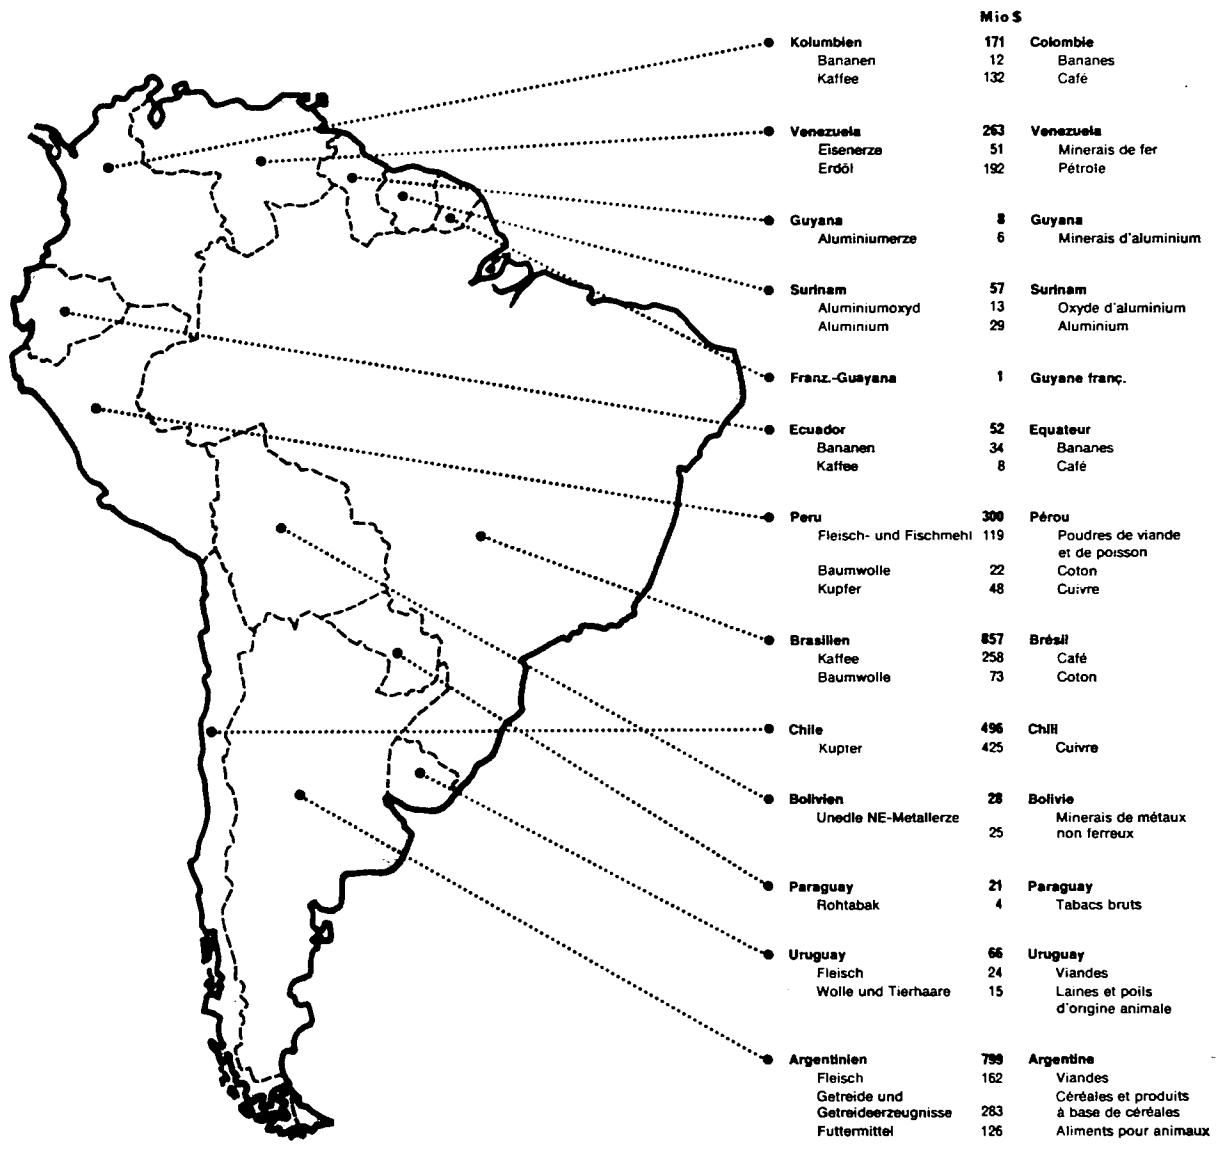 Mio $
Kolumbien 171 Colombie
Bananen 12 Bananes
Kaffee 132 Café
Venezuela 263 Venezuela
Eisenerze 51 Minerais de fer
Erdöl 192 Pétrole
Guyana 8 Guyana
Aluminiumerze 6 Minerais d'aluminium
Surinam 57 Surinam
Aluminiumoxyd 13 Oxyde d'aluminium
Aluminium 29 Aluminium
Franz.-Guayana 1 Guyane franç.
Ecuador 52 Equateur
Bananen 34 Bananes
Kaffee 8 Café
Peru 300 Pérou
Fleisch- und Fischmehl 119 Poudres de viande
et de poisson
Baumwolle 22 Coton
Kupfer 48 Cuivre
Brasilien 857 Brésil
Kaffee 258 Café
Baumwolle 73 Coton
Chile 496 Chili
Kupfer 425 Cuivre
Bolivien 28 Bolivie
Unedle NE-Metallerze Minerais de métaux
25 non ferreux
Paraguay 21 Paraguay
Rohtabak 4 Tabacs bruts
Uruguay 66 Uruguay
Fleisch 24 Viandes
Wolle und Tierhaare 15 Laines et poils
d'origine animale
Argentinien 799 Argentine
Fleisch 162 Viandes
Getreide und Céréales et produits
Getreideerzeugnisse 283 à base de céréales
Futtermittel 126 Aliments pour animaux